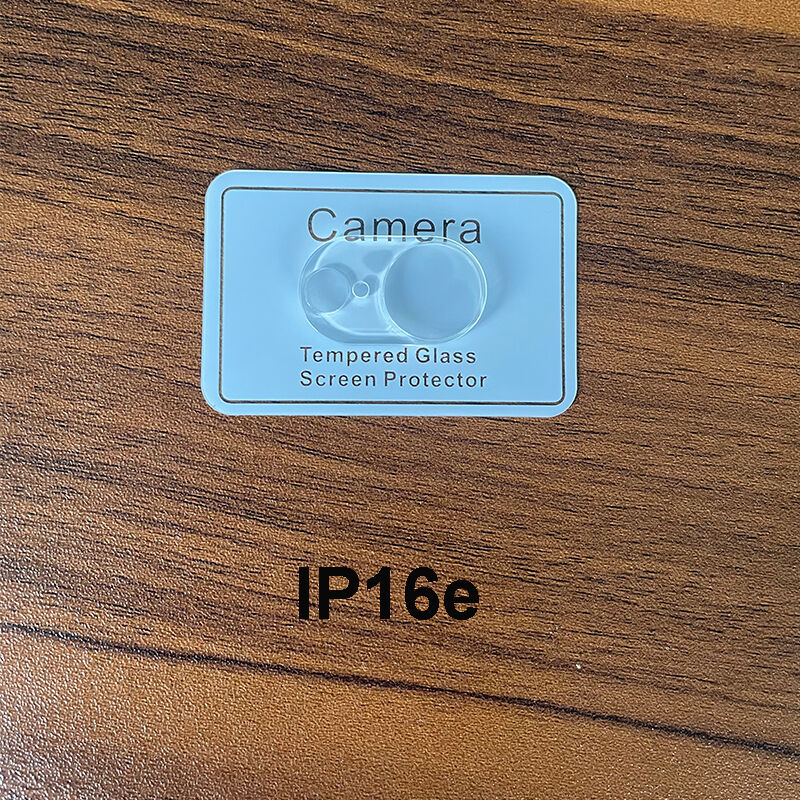 Camera
Tempered Glass
Screen Protector
IP16e